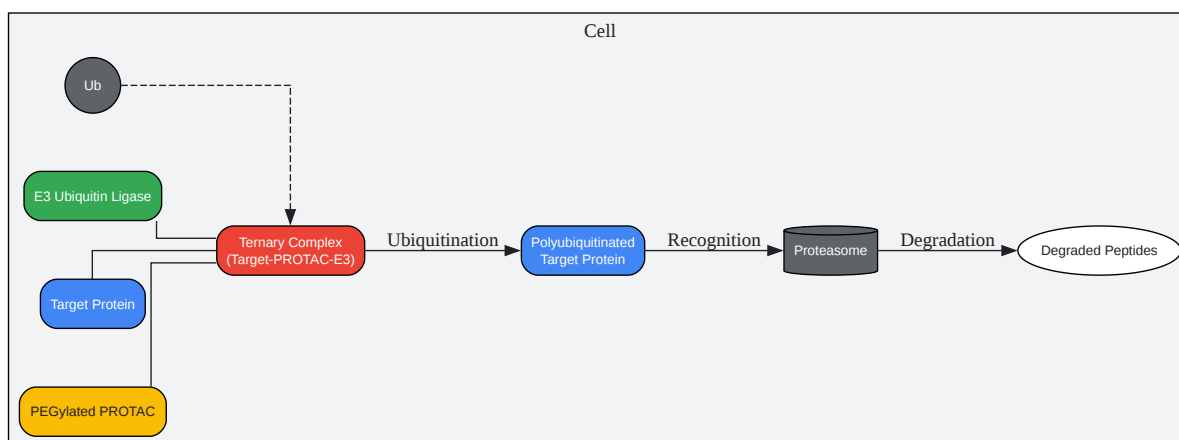 Cell
Ub
E3 Ubiquitin Ligase
Ternary Complex
(Target-PROTAC-E3)
Ubiquitination
Polyubiquitinated
Target Protein
Recognition
Proteasome
Degradation
Degraded Peptides
Target Protein
PEGylated PROTAC